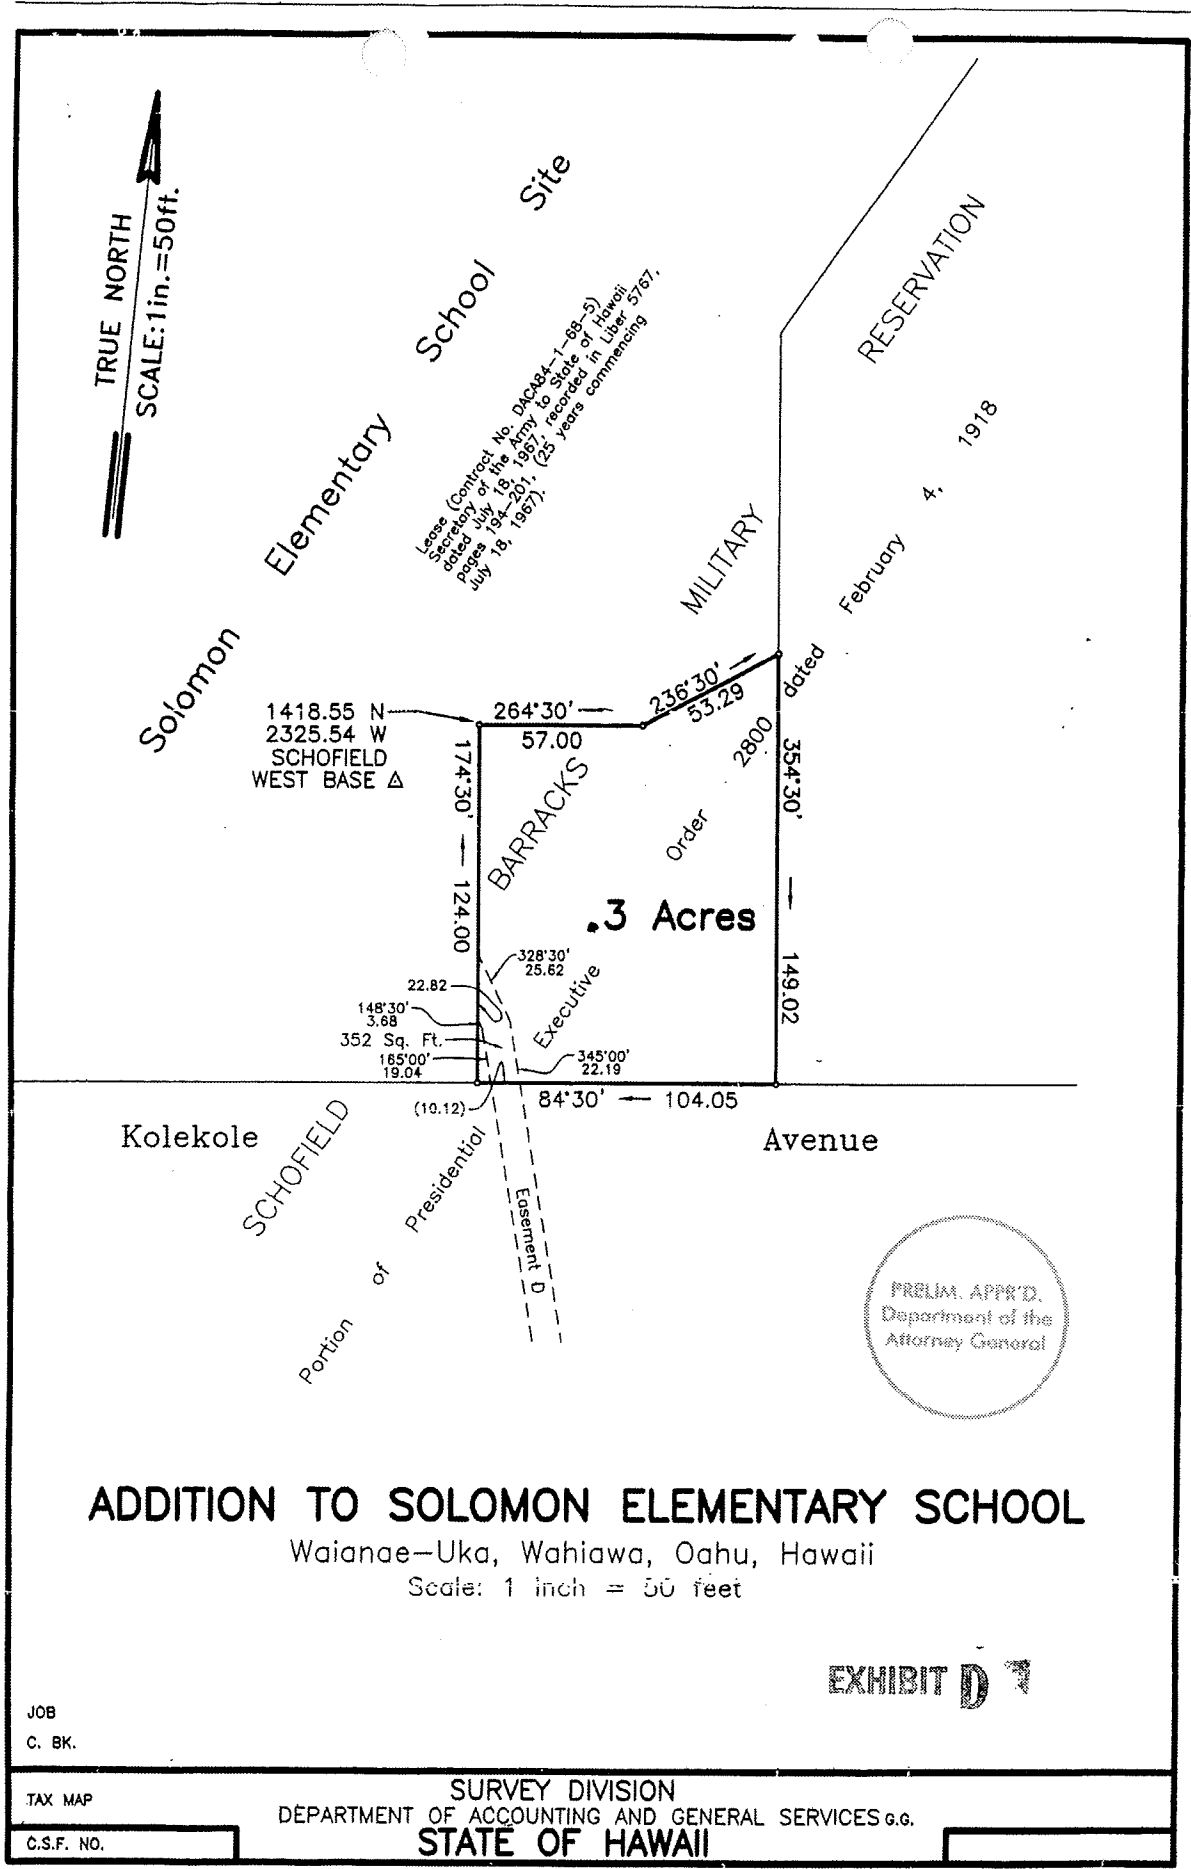 TRUE NORTH
SCALE:1in.=50ft.
Solomon Elementary School Site
Lease (Contract No. DACA84-1-68-5)
Secretary of the Army to State of Hawaii
dated July 18, 1967, recorded in Liber 5767,
pages 194-201, (25 years commencing
July 18, 1967).
SCHOFIELD BARRACKS MILITARY RESERVATION
Portion of Presidential Executive Order 2800 dated February 4, 1918
1418.55 N
2325.54 W
SCHOFIELD
WEST BASE △
264°30'
57.00
236°30'
53.29
174°30'
124.00
354°30'
149.02
.3 Acres
328°30'
25.62
22.82
148°30'
3.68
352 Sq. Ft.
165°00'
19.04
345°00'
22.19
(10.12)
84°30'
104.05
Kolekole Avenue
Easement D
PRELIM. APPR'D.
Department of the
Attorney General
ADDITION TO SOLOMON ELEMENTARY SCHOOL
Waianae-Uka, Wahiawa, Oahu, Hawaii
Scale: 1 inch = 50 feet
EXHIBIT D
JOB
C. BK.
TAX MAP
C.S.F. NO.
SURVEY DIVISION
DEPARTMENT OF ACCOUNTING AND GENERAL SERVICES G.G.
STATE OF HAWAII